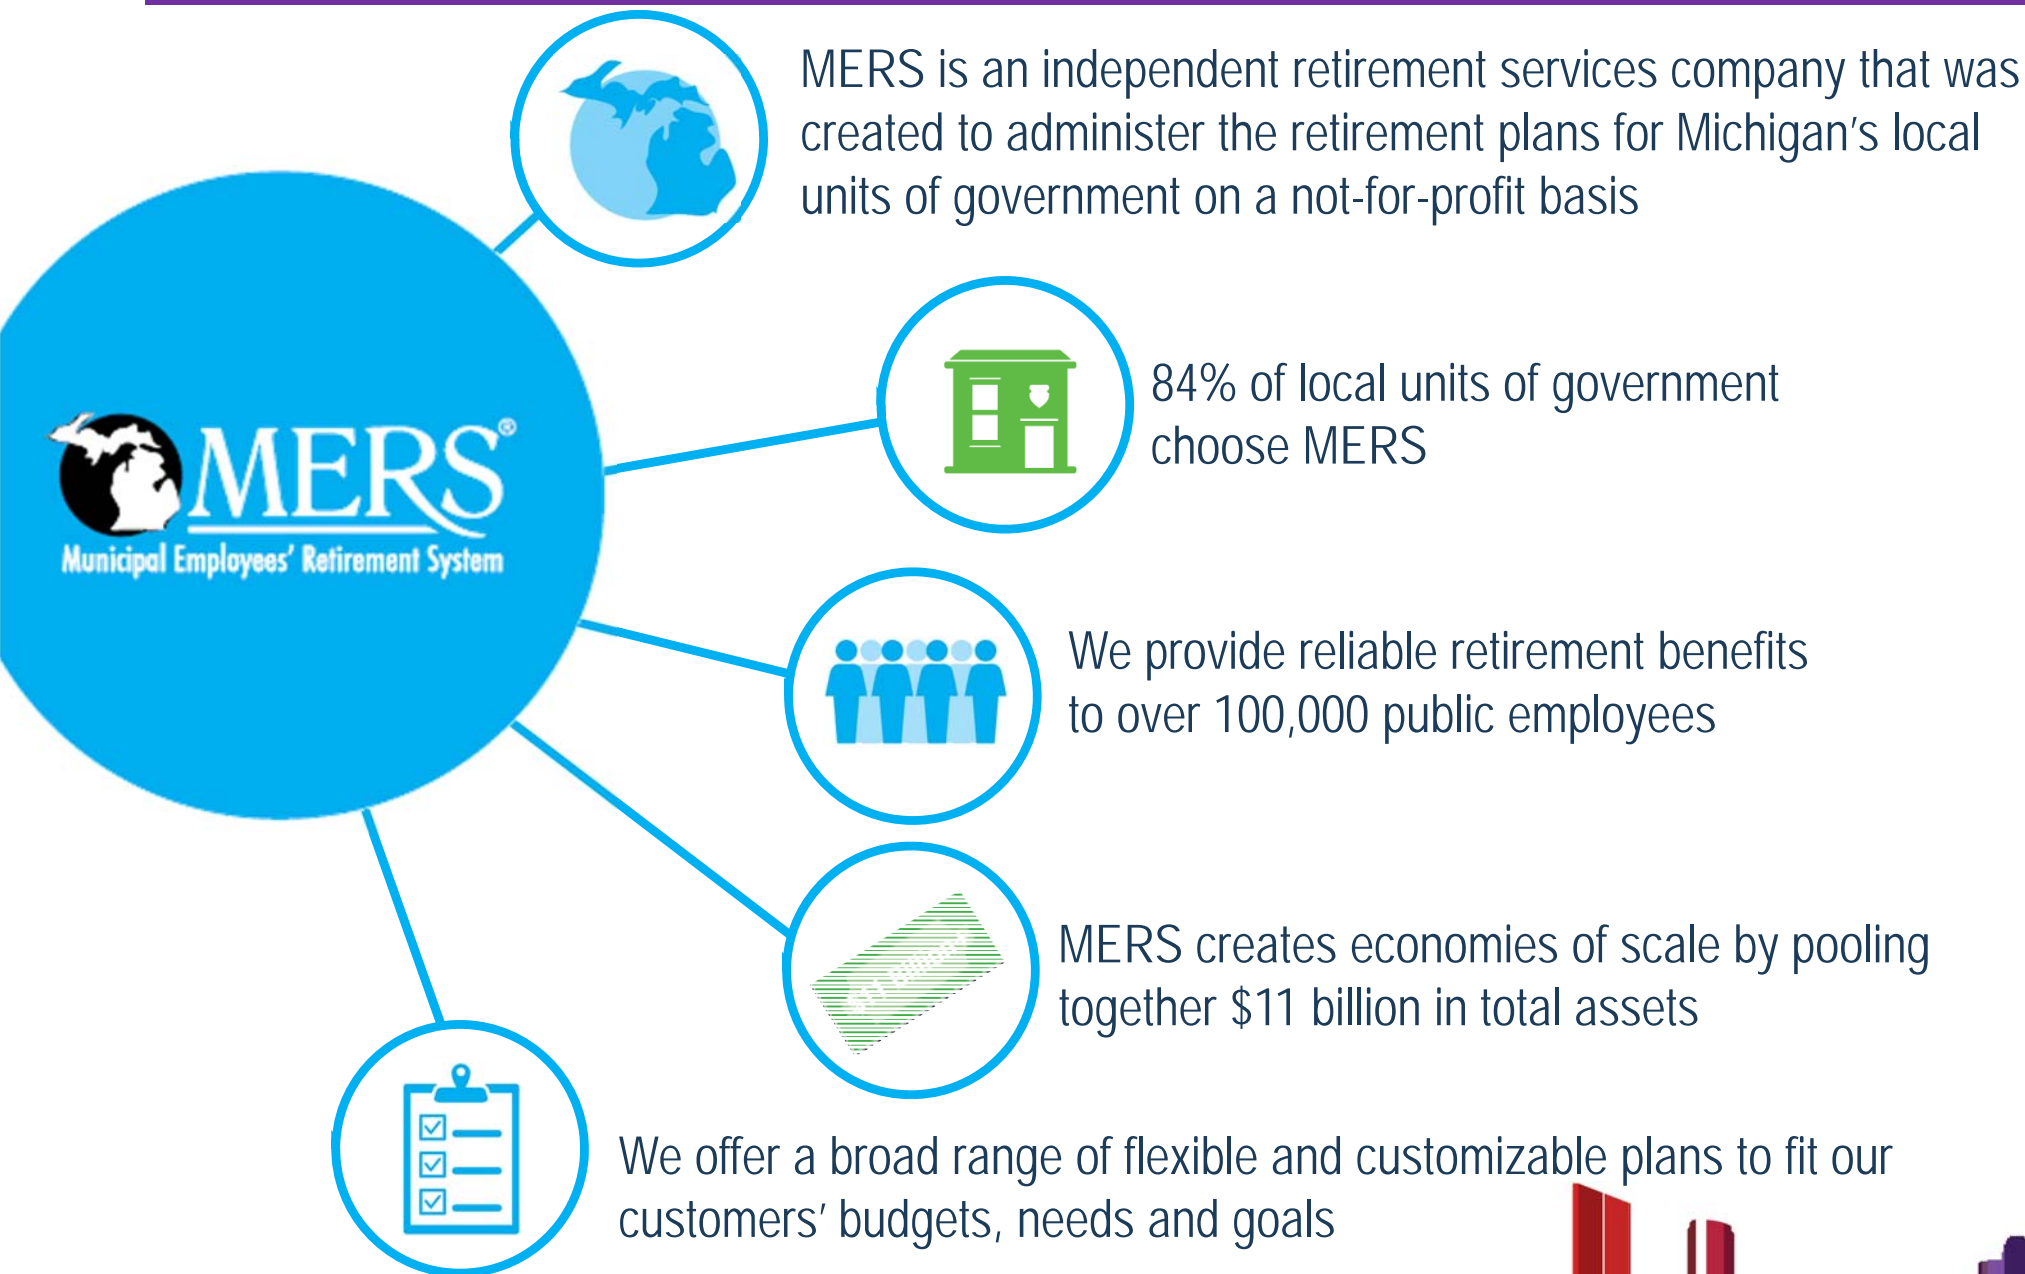 MERS is an independent retirement services company that was
created to administer the retirement plans for Michigan's local
units of government on a not-for-profit basis
84% of local units of government
choose MERS
MERS®
Municipal Employees' Retirement System
We provide reliable retirement benefits
to over 100,000 public employees
MERS creates economies of scale by pooling
together $11 billion in total assets
We offer a broad range of flexible and customizable plans to fit our
customers' budgets, needs and goals